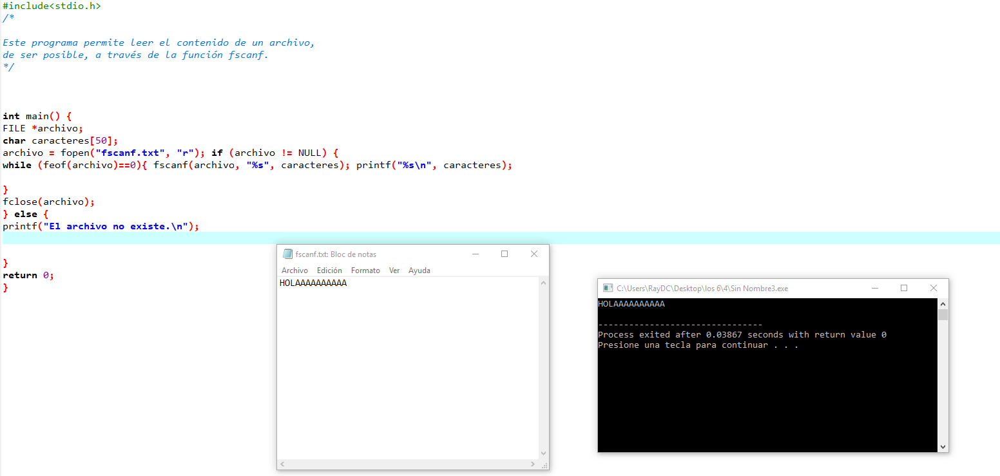 #include<stdio.h>
/*
Este programa permite leer el contenido de un archivo,
de ser posible, a través de la función fscanf.
*/
int main() {
FILE *archivo;
char caracteres[50];
archivo = fopen("fscanf.txt", "r"); if (archivo != NULL) {
while (feof(archivo)==0){ fscanf(archivo, "%s", caracteres); printf("%s\n", caracteres);
}
fclose(archivo);
} else {
printf("El archivo no existe.\n");
}
return 0;
}
fscanf.txt: Bloc de notas
Archivo Edición Formato Ver Ayuda
HOLAAAAAAAAAA
C:\Users\RayDC\Desktop\los 6\4\Sin Nombre3.exe
HOLAAAAAAAAAA
--------------------------------
Process exited after 0.03867 seconds with return value 0
Presione una tecla para continuar . . .